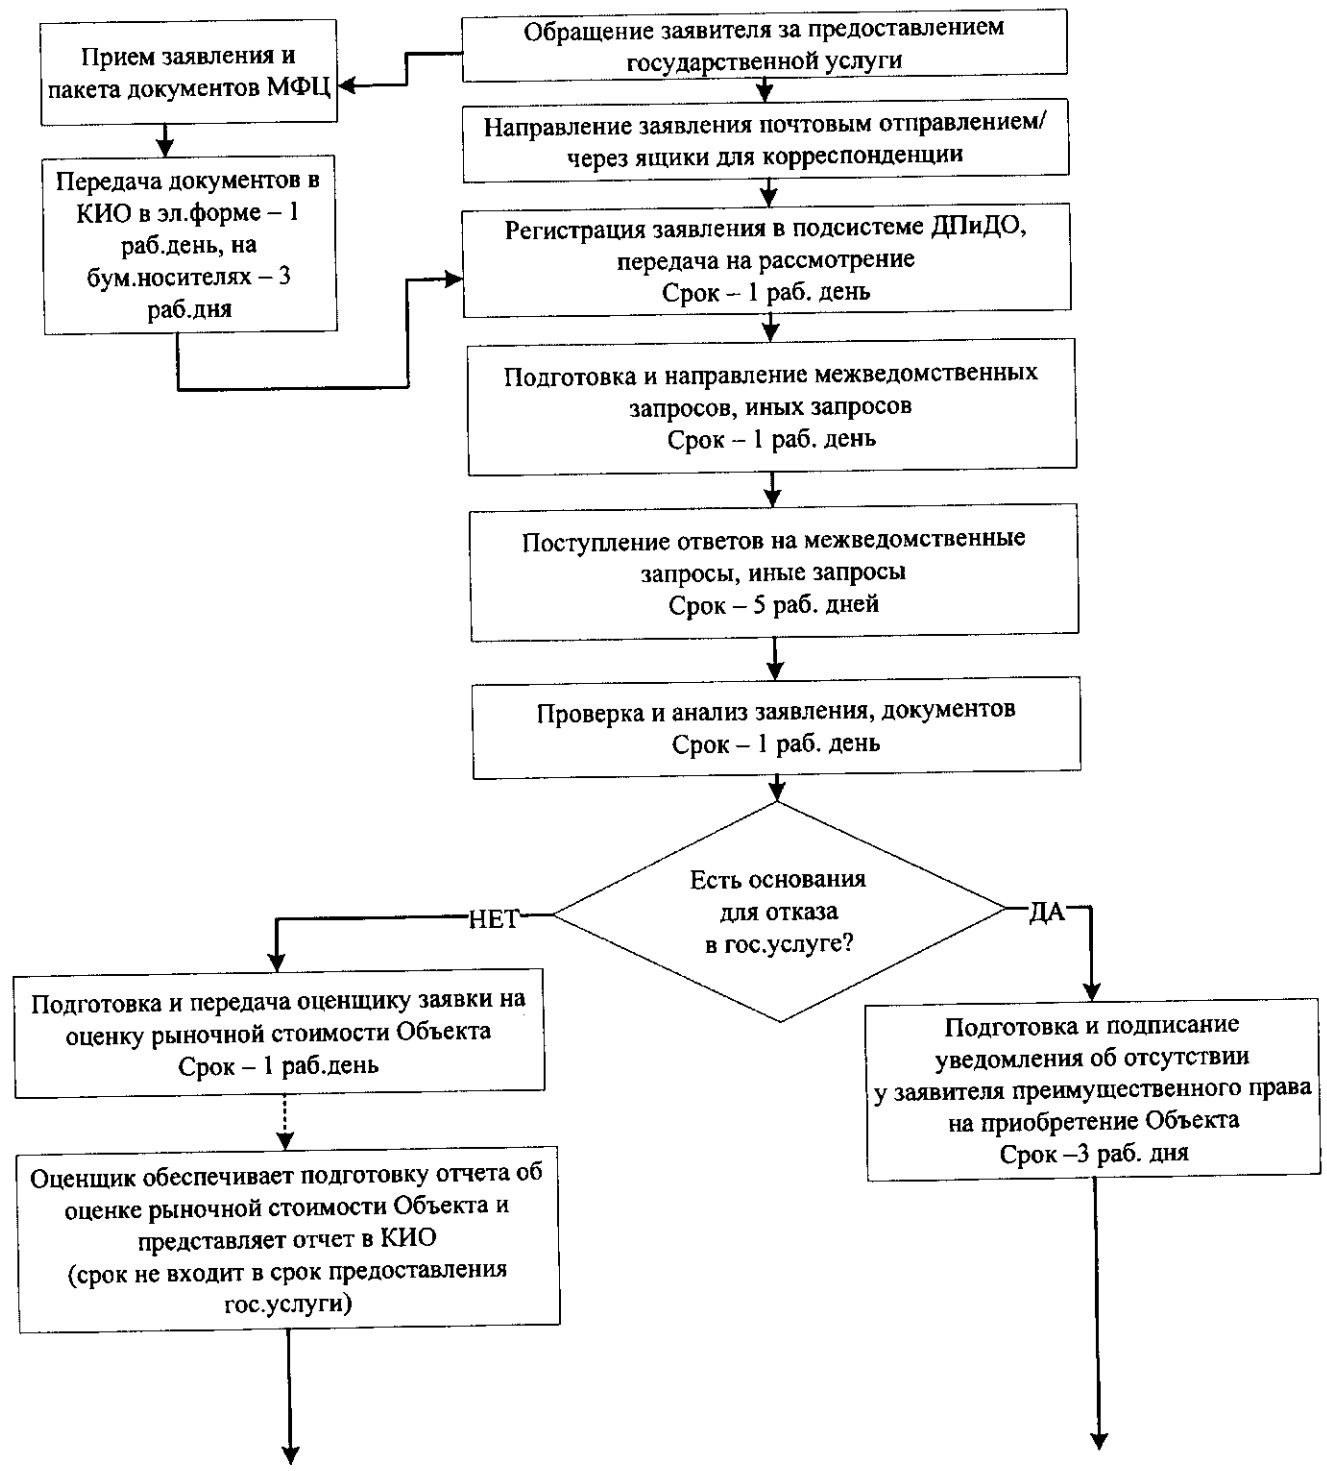 Обращение заявителя за предоставлением
государственной услуги
Прием заявления и
пакета документов МФЦ
Направление заявления почтовым отправлением/
через ящики для корреспонденции
Передача документов в
КИО в эл.форме – 1
раб.день, на
бум.носителях – 3
раб.дня
Регистрация заявления в подсистеме ДПиДО,
передача на рассмотрение
Срок – 1 раб. день
Подготовка и направление межведомственных
запросов, иных запросов
Срок – 1 раб. день
Поступление ответов на межведомственные
запросы, иные запросы
Срок – 5 раб. дней
Проверка и анализ заявления, документов
Срок – 1 раб. день
Есть основания
для отказа
в гос.услуге?
НЕТ
ДА
Подготовка и передача оценщику заявки на
оценку рыночной стоимости Объекта
Срок – 1 раб.день
Подготовка и подписание
уведомления об отсутствии
у заявителя преимущественного права
на приобретение Объекта
Срок –3 раб. дня
Оценщик обеспечивает подготовку отчета об
оценке рыночной стоимости Объекта и
представляет отчет в КИО
(срок не входит в срок предоставления
гос.услуги)